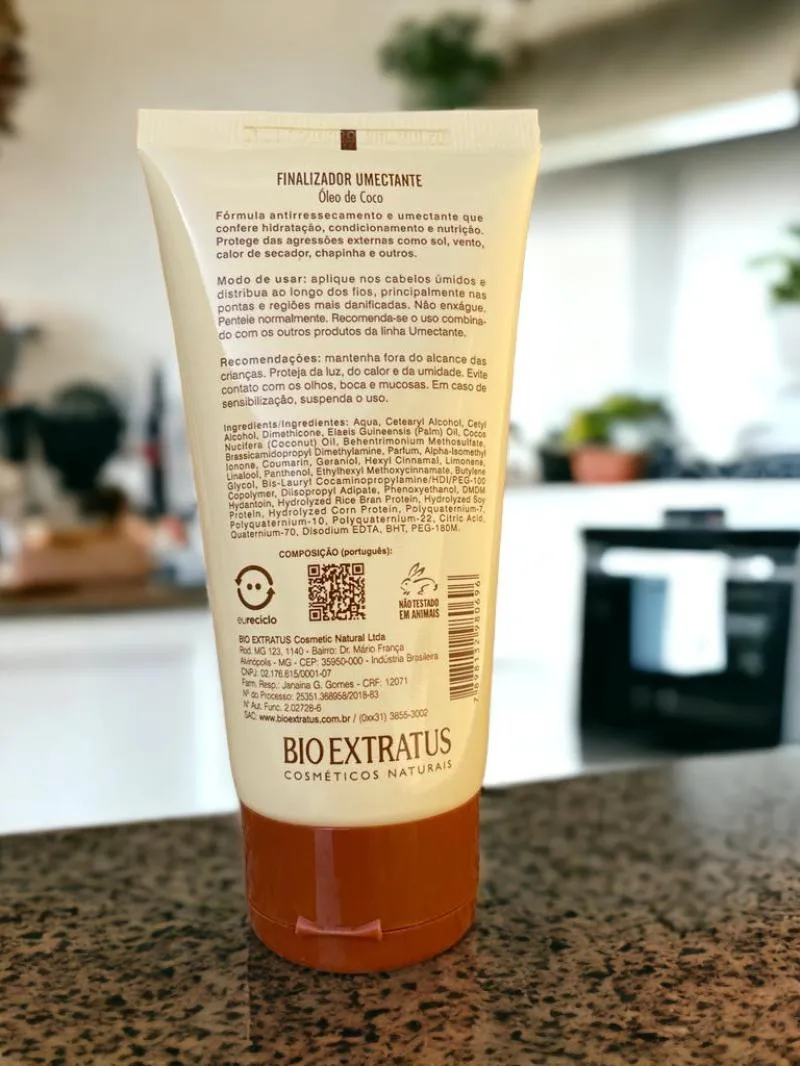 FINALIZADOR UMECTANTE
Óleo de Coco
Fórmula antirressecamento e umectante que
confere hidratação, condicionamento e nutrição.
Protege das agressões externas como sol, vento,
calor de secador, chapinha e outros.
Modo de usar: aplique nos cabelos úmidos e
distribua ao longo dos fios, principalmente nas
pontas e regiões mais danificadas. Não enxágue.
Penteie normalmente. Recomenda-se o uso combina-
do com os outros produtos da linha Umectante.
Recomendações: mantenha fora do alcance das
crianças. Proteja da luz, do calor e da umidade. Evite
contato com os olhos, boca e mucosas. Em caso de
sensibilização, suspenda o uso.
Ingredients/Ingredientes: Aqua, Cetearyl Alcohol, Cetyl
Alcohol, Dimethicone, Elaeis Guineensis (Palm) Oil, Cocos
Nucifera (Coconut) Oil, Behentrimonium Methosulfate,
Brassicamidopropyl Dimethylamine, Parfum, Alpha-Isomethyl
Ionone, Coumarin, Geraniol, Hexyl Cinnamal, Limonene,
Linalool, Panthenol, Ethylhexyl Methoxycinnamate, Butylene
Glycol, Bis-Lauryl Cocaminopropylamine/HDI/PEG-100
Copolymer, Diisopropyl Adipate, Phenoxyethanol, DMDM
Hydantoin, Hydrolyzed Rice Bran Protein, Hydrolyzed Soy
Protein, Hydrolyzed Corn Protein, Polyquaternium-7,
Polyquaternium-10, Polyquaternium-22, Citric Acid,
Quaternium-70, Disodium EDTA, BHT, PEG-180M.
COMPOSIÇÃO (português):
eureciclo
NÃO TESTADO
EM ANIMAIS
BIO EXTRATUS Cosmetic Natural Ltda
Rod. MG 123, 1140 - Bairro: Dr. Mário França
Alvinópolis - MG - CEP: 35950-000 - Indústria Brasileira
CNPJ: 02.176.615/0001-07
Farm. Resp.: Janaina G. Gomes - CRF: 12071
Nº do Processo: 25351.388958/2018-83
Nº Aut. Func. 2.02728-6
SAC: www.bioextratus.com.br / (0xx31) 3855-3002
7 898132 980696
BIO EXTRATUS
COSMÉTICOS NATURAIS